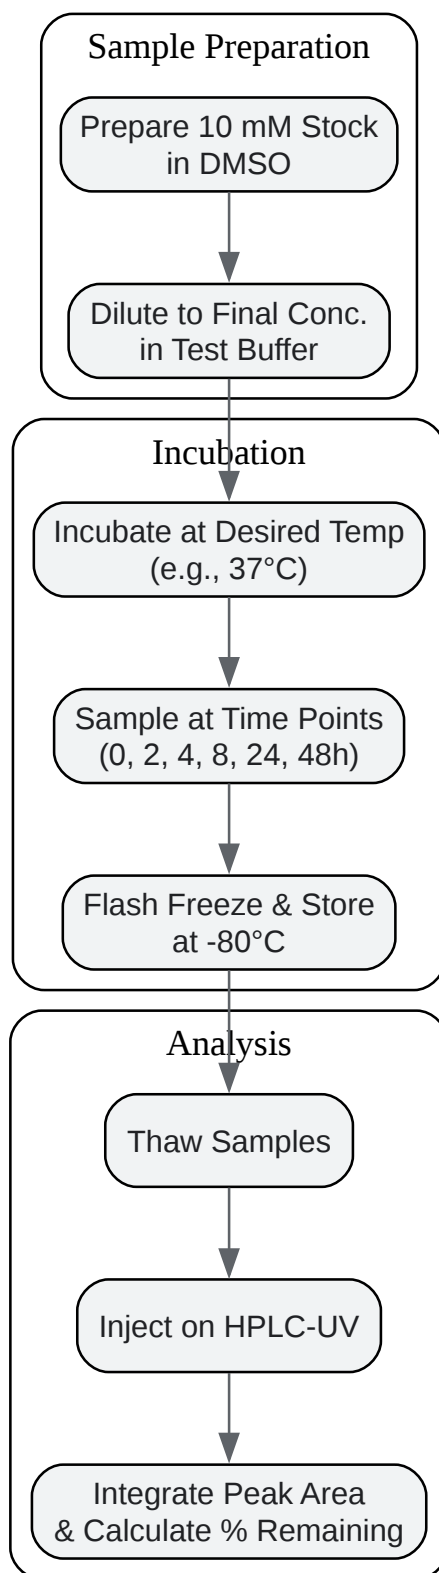 Sample Preparation
Prepare 10 mM Stock
in DMSO
Dilute to Final Conc.
in Test Buffer
Incubation
Incubate at Desired Temp
(e.g., 37°C)
Sample at Time Points
(0, 2, 4, 8, 24, 48h)
Flash Freeze & Store
at -80°C
Analysis
Thaw Samples
Inject on HPLC-UV
Integrate Peak Area
& Calculate % Remaining